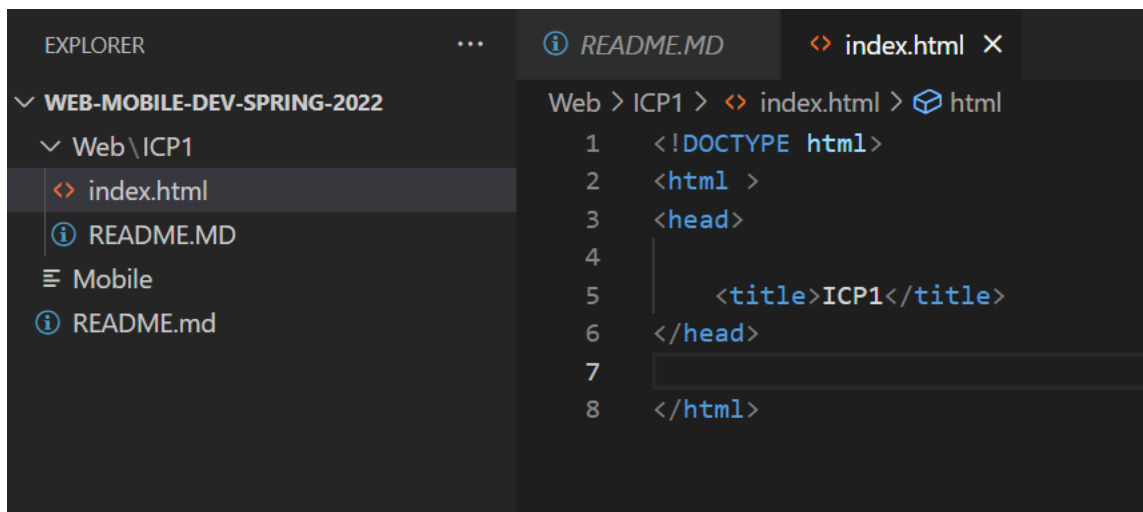 EXPLORER ...
WEB-MOBILE-DEV-SPRING-2022
Web\ICP1
index.html
README.MD
Mobile
README.md
README.MD index.html
Web > ICP1 > index.html > html
1 <!DOCTYPE html>
2 <html >
3 <head>
4
5 <title>ICP1</title>
6 </head>
7
8 </html>